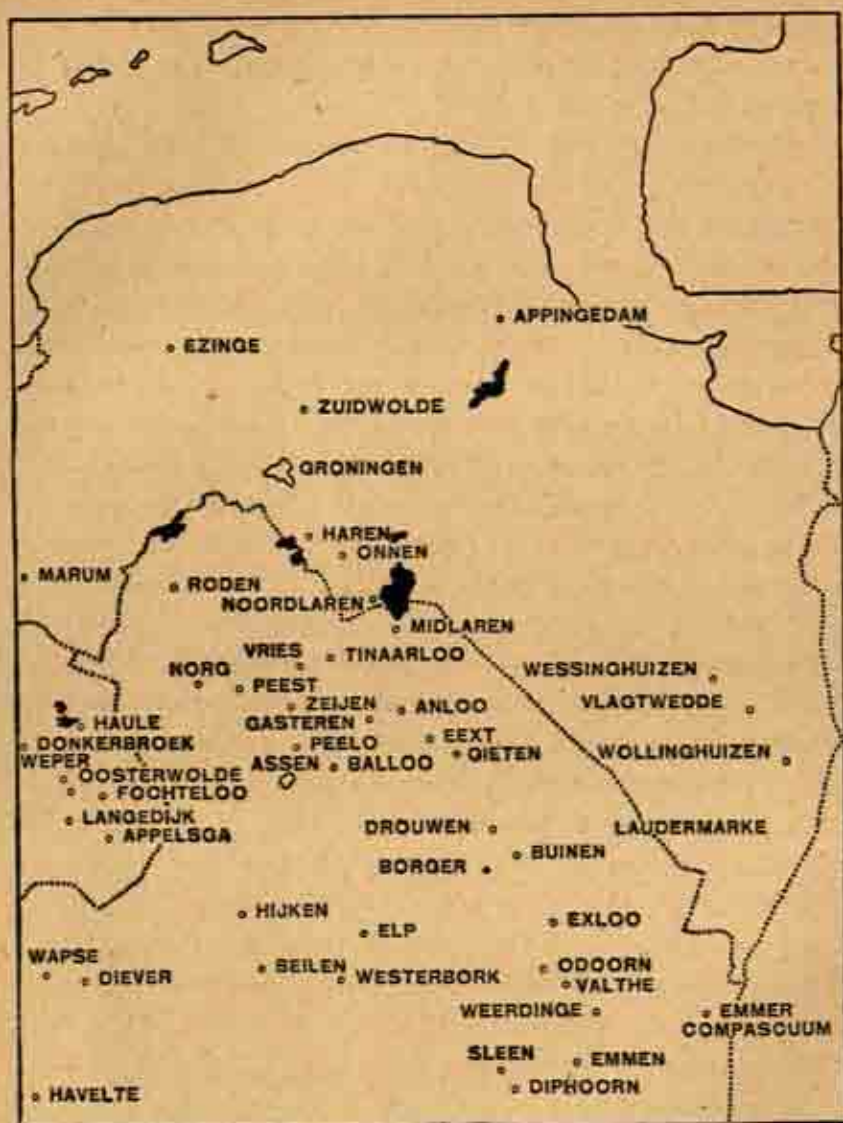 APPINGEDAM
EZINGE
ZUIDWOLDE
GRONINGEN
HAREN
ONNEN
MARUM
RODEN
NOORDLAREN
MIDLAREN
VRIES
TINAARLOO
NORG
PEEST
WESSINGHUIZEN
ZEIJEN
ANLOO
VLAGTWEDDE
GASTEREN
HAULE
EEXT
DONKERBROEK
PEELO
GIETEN
WOLLINGHUIZEN
WEPER
ASSEN
BALLOO
OOSTERWOLDE
FOCHTELOO
LANGEDIJK
DROUWEN
LAUDERMARKE
APPELSGA
BUINEN
BORGER
HIJKEN
EXLOO
ELP
WAPSE
BEILEN
ODOORN
DIEVER
WESTERBORK
VALTHE
WEERDINGE
EMMER
COMPASCUUM
SLEEN
EMMEN
DIPHOORN
HAVELTE